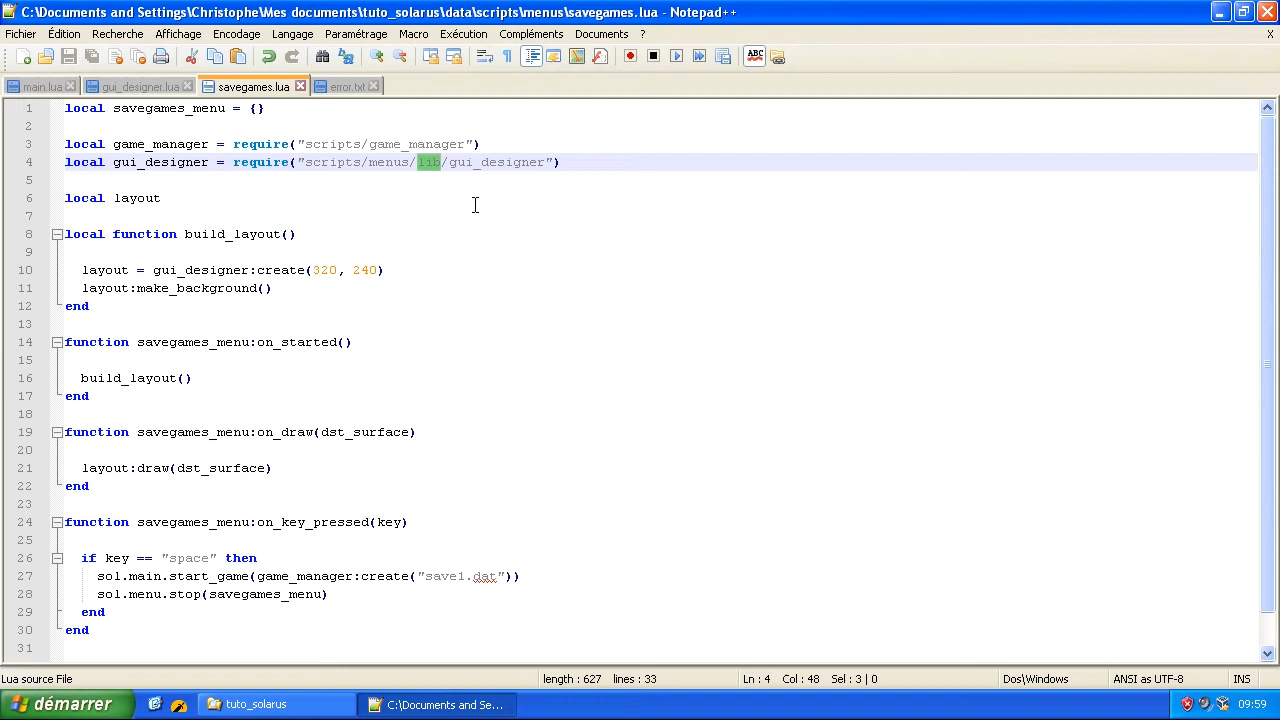 C:\Documents and Settings\Christophe\Mes documents\tuto_solarus\data\scripts\menus\savegames.lua - Notepad++
Fichier Édition Recherche Affichage Encodage Langage Paramétrage Macro Exécution Compléments Documents ? X
main.lua gui_designer.lua savegames.lua error.txt
1 local savegames_menu = {}
2
3 local game_manager = require("scripts/game_manager")
4 local gui_designer = require("scripts/menus/lib/gui_designer")
5
6 local layout
7
8 local function build_layout()
9
10 layout = gui_designer:create(320, 240)
11 layout:make_background()
12 end
13
14 function savegames_menu:on_started()
15
16 build_layout()
17 end
18
19 function savegames_menu:on_draw(dst_surface)
20
21 layout:draw(dst_surface)
22 end
23
24 function savegames_menu:on_key_pressed(key)
25
26 if key == "space" then
27 sol.main.start_game(game_manager:create("save1.dat"))
28 sol.menu.stop(savegames_menu)
29 end
30 end
31
Lua source File length : 627 lines : 33 Ln : 4 Col : 48 Sel : 3 | 0 Dos\Windows ANSI as UTF-8 INS
démarrer tuto_solarus C:\Documents and Se... 09:59